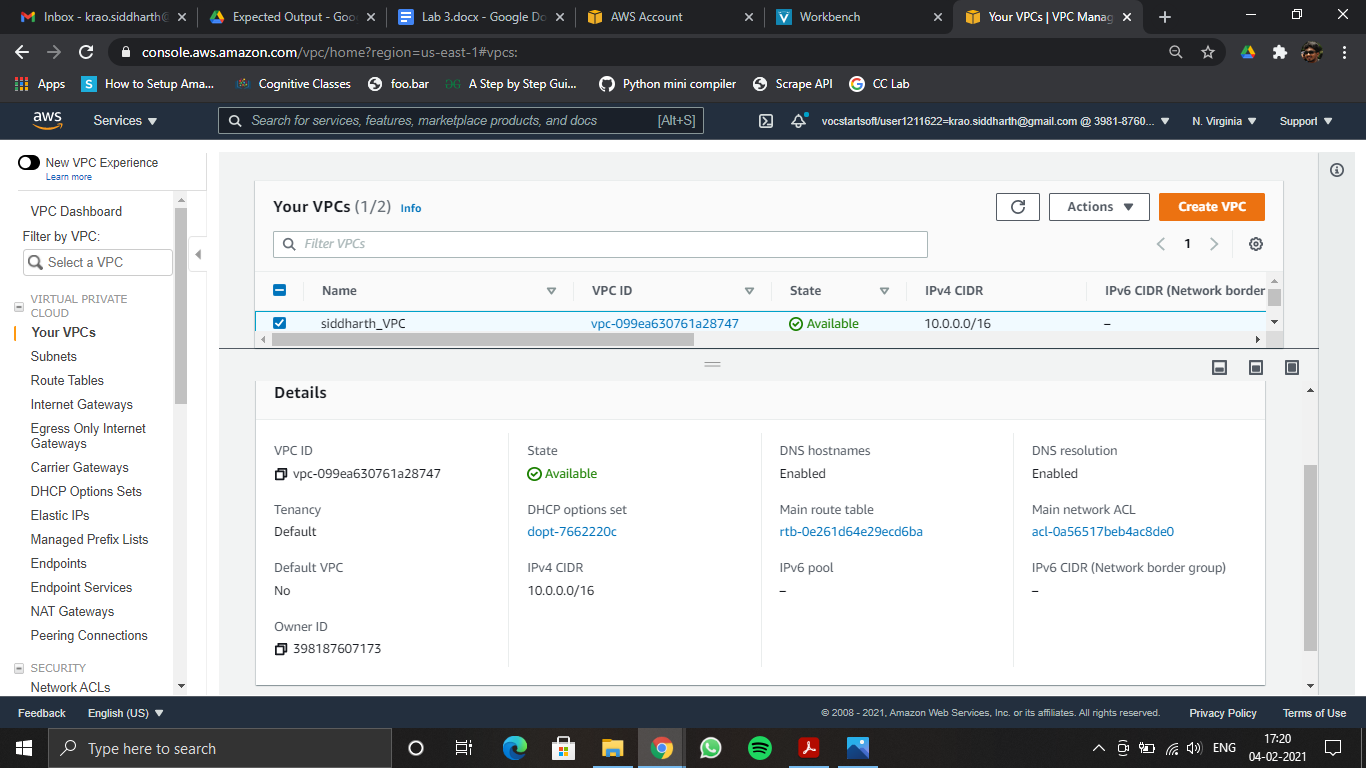 Inbox - krao.siddharth@
Expected Output - Goo
Lab 3.docx - Google Do
AWS Account
Workbench
Your VPCs | VPC Manag
console.aws.amazon.com/vpc/home?region=us-east-1#vpcs:
Apps
How to Setup Ama...
Cognitive Classes
foo.bar
A Step by Step Gui...
Python mini compiler
Scrape API
CC Lab
aws
Services
Search for services, features, marketplace products, and docs [Alt+S]
vocstartsoft/user1211622=krao.siddharth@gmail.com @ 3981-8760...
N. Virginia
Support
New VPC Experience
Learn more
VPC Dashboard
Filter by VPC:
Select a VPC
VIRTUAL PRIVATE
CLOUD
Your VPCs
Subnets
Route Tables
Internet Gateways
Egress Only Internet
Gateways
Carrier Gateways
DHCP Options Sets
Elastic IPs
Managed Prefix Lists
Endpoints
Endpoint Services
NAT Gateways
Peering Connections
SECURITY
Network ACLs
Your VPCs (1/2) Info
Actions
Create VPC
Filter VPCs
1
Name VPC ID State IPv4 CIDR IPv6 CIDR (Network border
siddharth_VPC vpc-099ea630761a28747 Available 10.0.0.0/16 –
Details
VPC ID State DNS hostnames DNS resolution
vpc-099ea630761a28747 Available Enabled Enabled
Tenancy DHCP options set Main route table Main network ACL
Default dopt-7662220c rtb-0e261d64e29ecd6ba acl-0a56517beb4ac8de0
Default VPC IPv4 CIDR IPv6 pool IPv6 CIDR (Network border group)
No 10.0.0.0/16 – –
Owner ID
398187607173
Feedback English (US) © 2008 - 2021, Amazon Web Services, Inc. or its affiliates. All rights reserved. Privacy Policy Terms of Use
Type here to search
ENG
17:20
04-02-2021